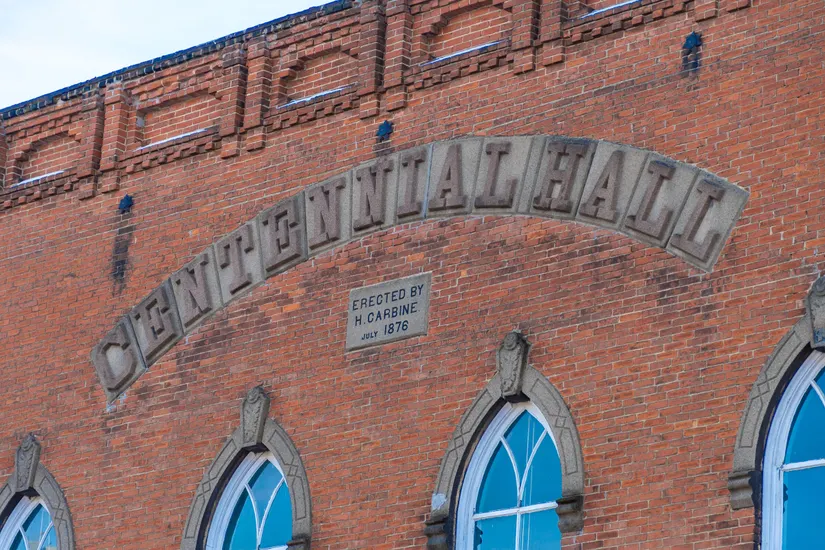 CENTENNIAL HALL
ERECTED BY
H. CARBINE
JULY 1876